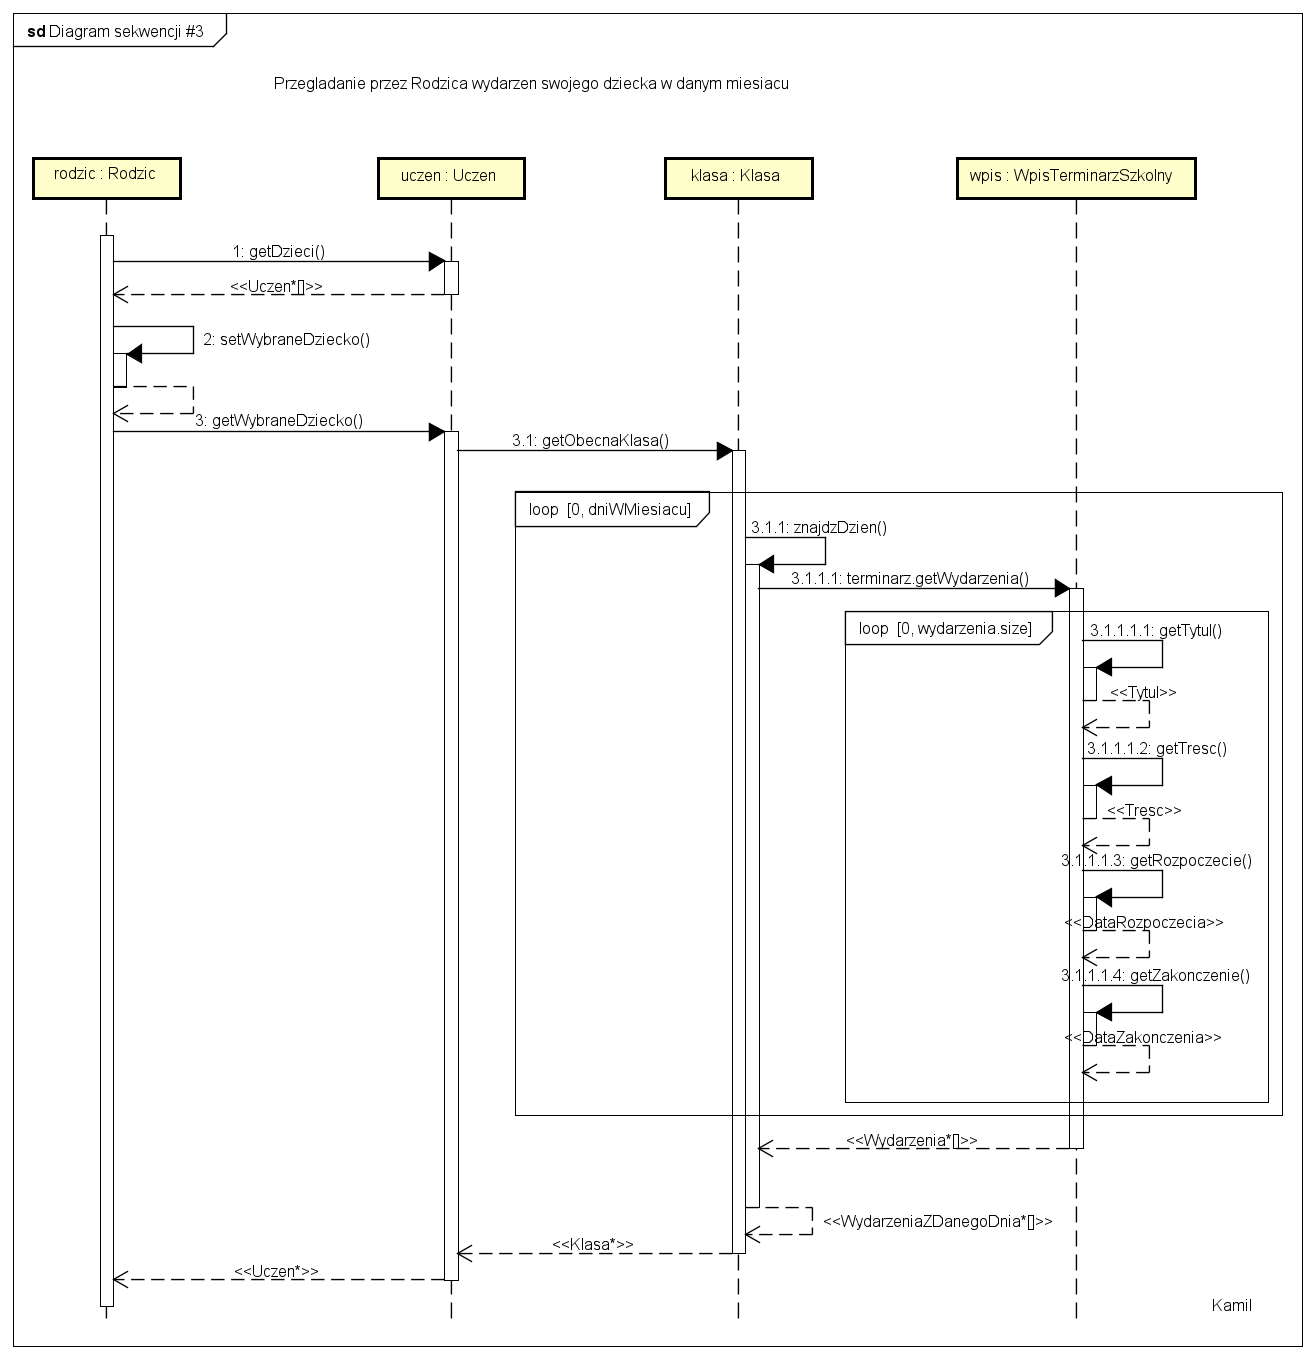 sd Diagram sekwencji #3
Przegladanie przez Rodzica wydarzen swojego dziecka w danym miesiacu
rodzic : Rodzic
uczen : Uczen
klasa : Klasa
wpis : WpisTerminarzSzkolny
1: getDzieci()
<<Uczen*[]>>
2: setWybraneDziecko()
3: getWybraneDziecko()
3.1: getObecnaKlasa()
loop [0, dniWMiesiacu]
3.1.1: znajdzDzien()
3.1.1.1: terminarz.getWydarzenia()
loop [0, wydarzenia.size]
3.1.1.1.1: getTytul()
<<Tytul>>
3.1.1.1.2: getTresc()
<<Tresc>>
3.1.1.1.3: getRozpoczecie()
<<DataRozpoczecia>>
3.1.1.1.4: getZakonczenie()
<<DataZakonczenia>>
<<Wydarzenia*[]>>
<<WydarzeniaZDanegoDnia*[]>>
<<Klasa*>>
<<Uczen*>>
Kamil